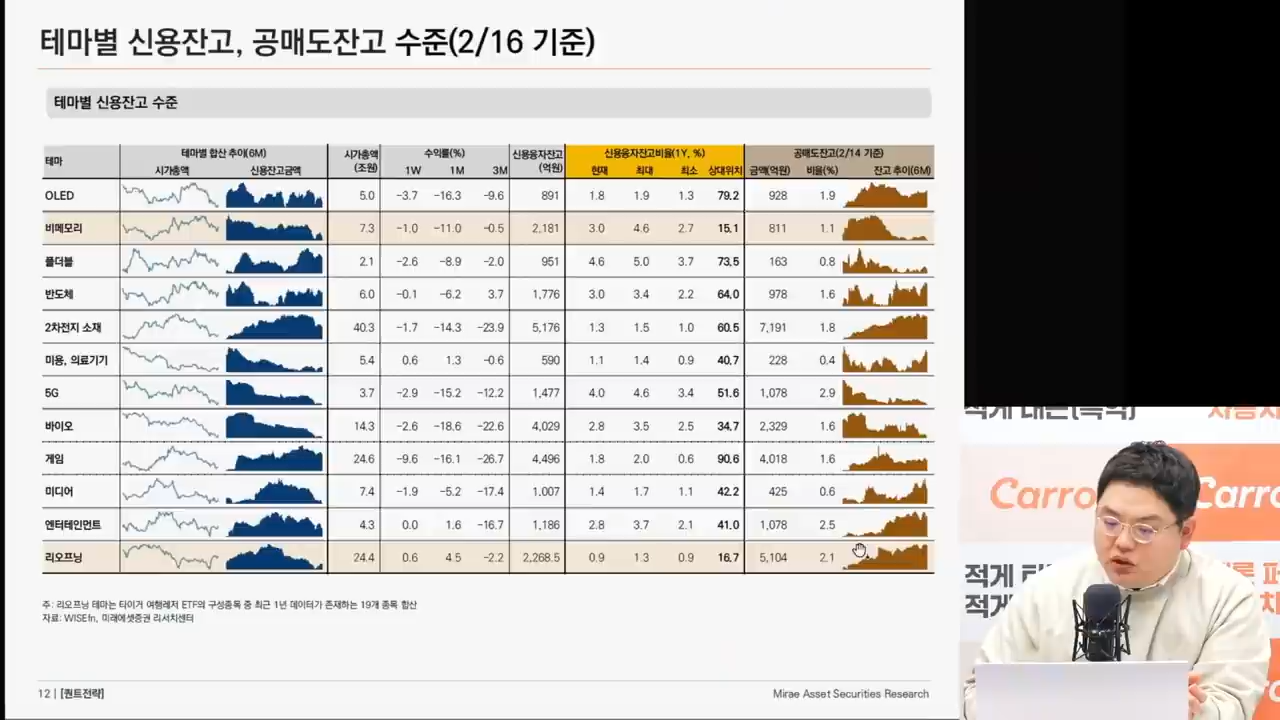 테마별 신용잔고, 공매도잔고 수준(2/16 기준)
테마별 신용잔고 수준
테마 테마별 합산 추이(6M) 시가총액(조원) 수익률(%) 신용융자잔고(억원) 신용융자잔고비율(1Y, %) 공매도잔고(2/14 기준)
시가총액 신용잔고금액 1W 1M 3M 현재 최대 최소 상대위치 금액(억원) 비율(%) 잔고 추이(6M)
OLED 5.0 −3.7 −16.3 −9.6 891 1.8 1.9 1.3 79.2 928 1.9
비메모리 7.3 −1.0 −11.0 −0.5 2,181 3.0 4.6 2.7 15.1 811 1.1
폴더블 2.1 −2.6 −8.9 −2.0 951 4.6 5.0 3.7 73.5 163 0.8
반도체 6.0 −0.1 −6.2 3.7 1,776 3.0 3.4 2.2 64.0 978 1.6
2차전지 소재 40.3 −1.7 −14.3 −23.9 5,176 1.3 1.5 1.0 60.5 7,191 1.8
미용, 의료기기 5.4 0.6 1.3 −0.6 590 1.1 1.4 0.9 40.7 228 0.4
5G 3.7 −2.9 −15.2 −12.2 1,477 4.0 4.6 3.4 51.6 1,078 2.9
바이오 14.3 −2.6 −18.6 −22.6 4,029 2.8 3.5 2.5 34.7 2,329 1.6
게임 24.6 −9.6 −16.1 −26.7 4,496 1.8 2.0 0.6 90.6 4,018 1.6
미디어 7.4 −1.9 −5.2 −17.4 1,007 1.4 1.7 1.1 42.2 425 0.6
엔터테인먼트 4.3 0.0 1.6 −16.7 1,186 2.8 3.7 2.1 41.0 1,078 2.5
리오프닝 24.4 0.6 4.5 −2.2 2,268.5 0.9 1.3 0.9 16.7 5,104 2.1
주: 리오프닝 테마는 타이거 여행레저 ETF의 구성종목 중 최근 1년 데이터가 존재하는 19개 종목 합산
자료: WISEfn, 미래에셋증권 리서치센터
12 | [퀀트전략]
Mirae Asset Securities Research
Carro Carro
적게
적게